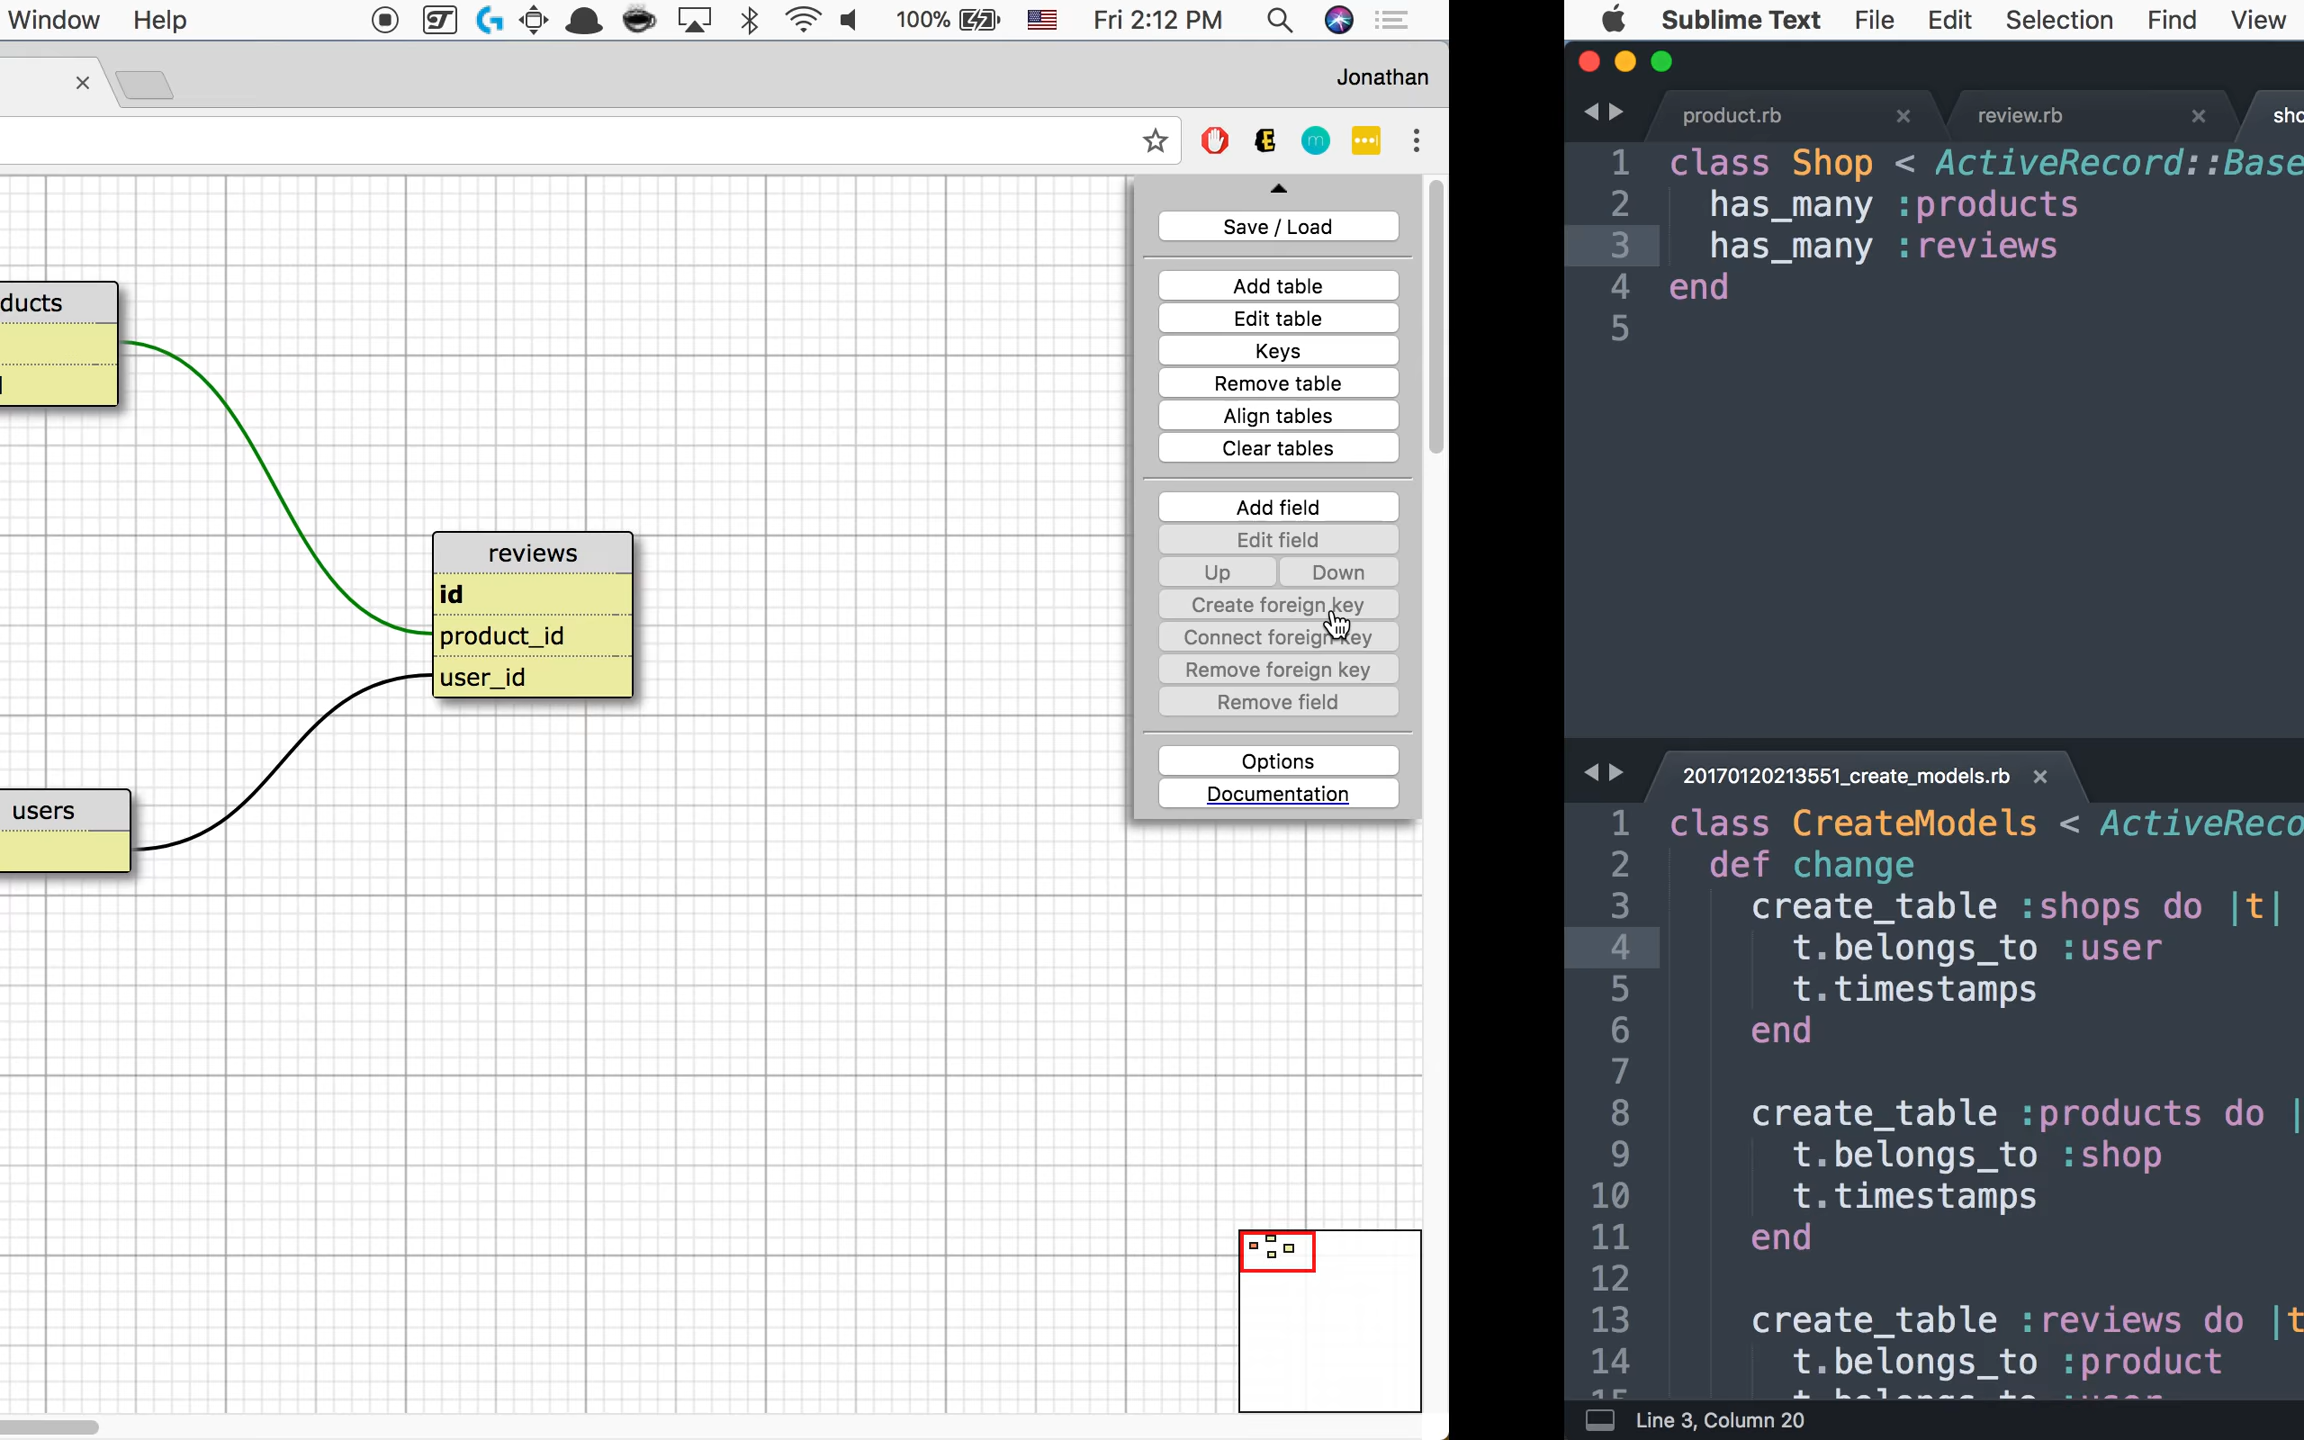 Window Help 100% Fri 2:12 PM
Jonathan
ducts
reviews
id
product_id
user_id
users
Save / Load
Add table
Edit table
Keys
Remove table
Align tables
Clear tables
Add field
Edit field
Up Down
Create foreign key
Connect foreign key
Remove foreign key
Remove field
Options
Documentation
Sublime Text File Edit Selection Find View
product.rb review.rb sho
1 class Shop < ActiveRecord::Base
2 has_many :products
3 has_many :reviews
4 end
5
20170120213551_create_models.rb
1 class CreateModels < ActiveReco
2 def change
3 create_table :shops do |t|
4 t.belongs_to :user
5 t.timestamps
6 end
7
8 create_table :products do |
9 t.belongs_to :shop
10 t.timestamps
11 end
12
13 create_table :reviews do |t
14 t.belongs_to :product
15 t.belongs_to :user
Line 3, Column 20